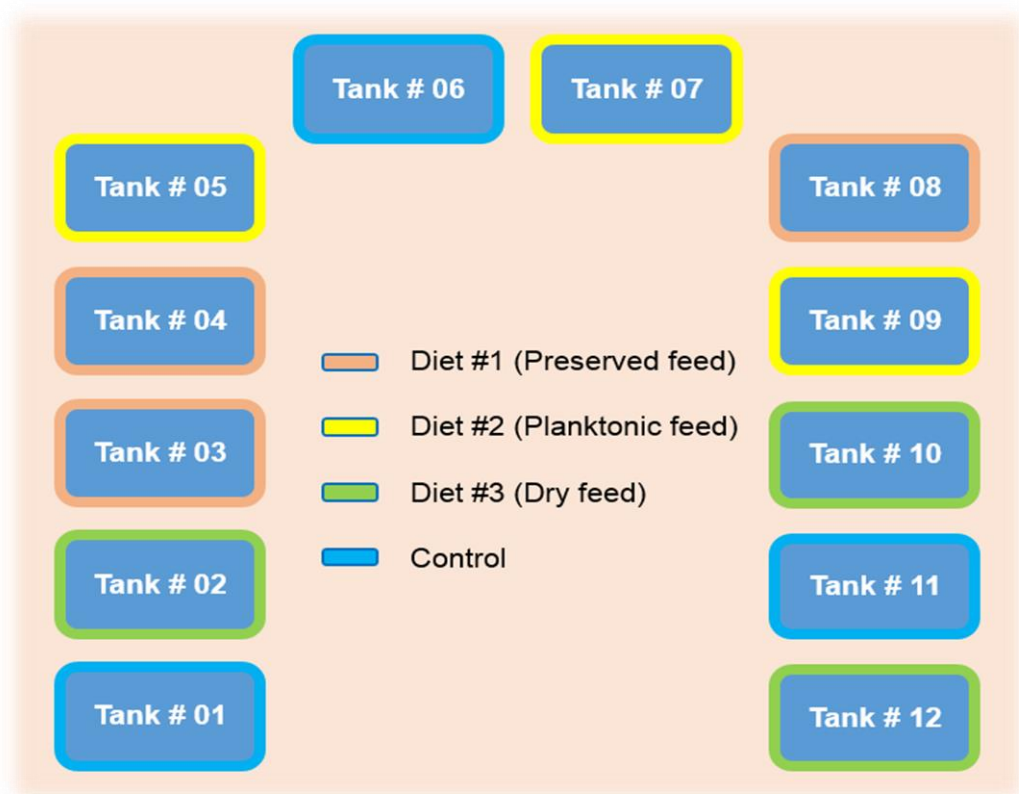 Tank # 06
Tank # 07
Tank # 05
Tank # 08
Tank # 04
Tank # 09
Diet #1 (Preserved feed)
Diet #2 (Planktonic feed)
Tank # 03
Tank # 10
Diet #3 (Dry feed)
Control
Tank # 02
Tank # 11
Tank # 01
Tank # 12